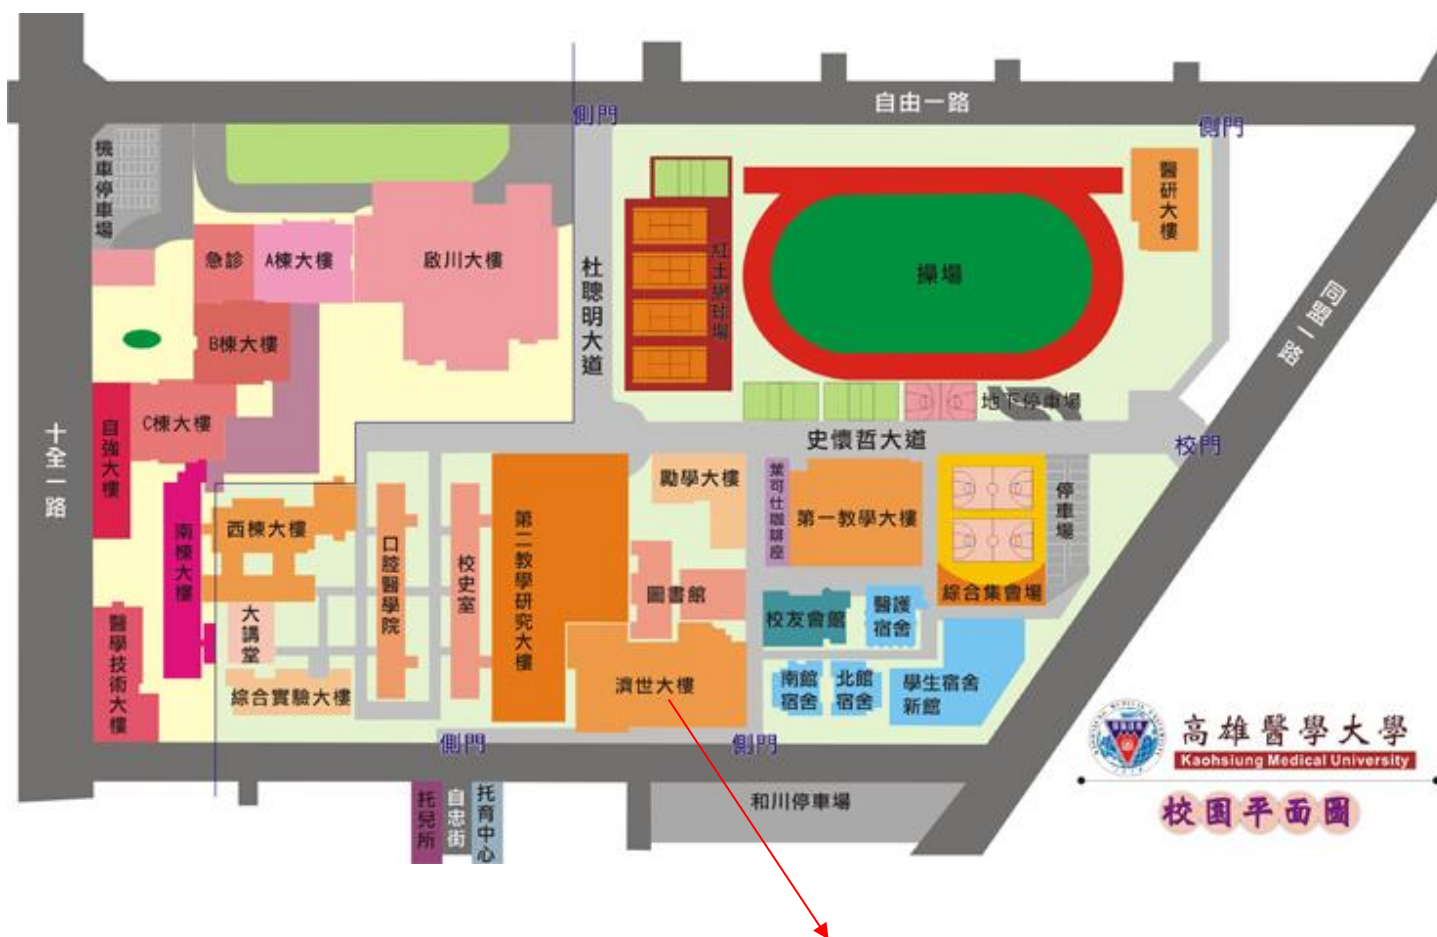 自由一路
側門
側門
機車停車場
醫研大樓
急診
A棟大樓
啟川大樓
杜聰明大道
紅土網球場
操場
同盟一路
B棟大樓
C棟大樓
自強大樓
地下停車場
十全一路
史懷哲大道
校門
南棟大樓
西棟大樓
口腔醫學院
校史室
第二教學研究大樓
勵學大樓
葉可仕咖啡座
第一教學大樓
停車場
圖書館
綜合集會場
大講堂
校友會館
醫護
宿舍
醫學技術大樓
綜合實驗大樓
濟世大樓
南館
宿舍
北館
宿舍
學生宿舍
新館
側門
側門
托兒所
自忠街
托育中心
和川停車場
高雄醫學大學
Kaohsiung Medical University
校園平面圖